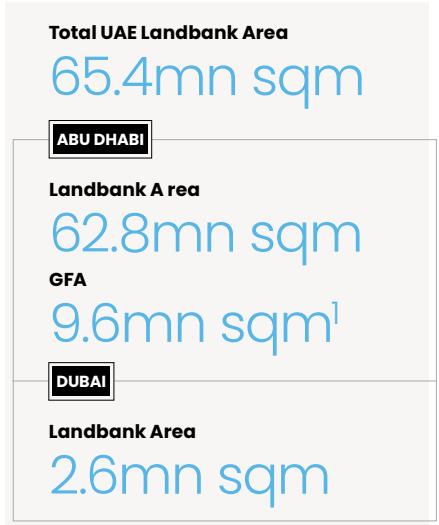 Total UAE Landbank Area
65.4mn sqm
ABU DHABI
Landbank A rea
62.8mn sqm
GFA
9.6mn sqm¹
DUBAI
Landbank Area
2.6mn sqm